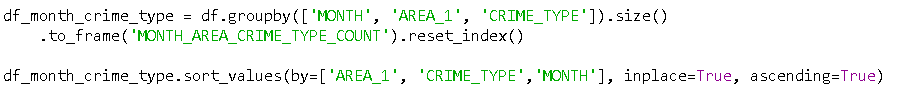 df_month_crime_type = df.groupby(['MONTH', 'AREA_1', 'CRIME_TYPE']).size()
    .to_frame('MONTH_AREA_CRIME_TYPE_COUNT').reset_index()
df_month_crime_type.sort_values(by=['AREA_1', 'CRIME_TYPE','MONTH'], inplace=True, ascending=True)